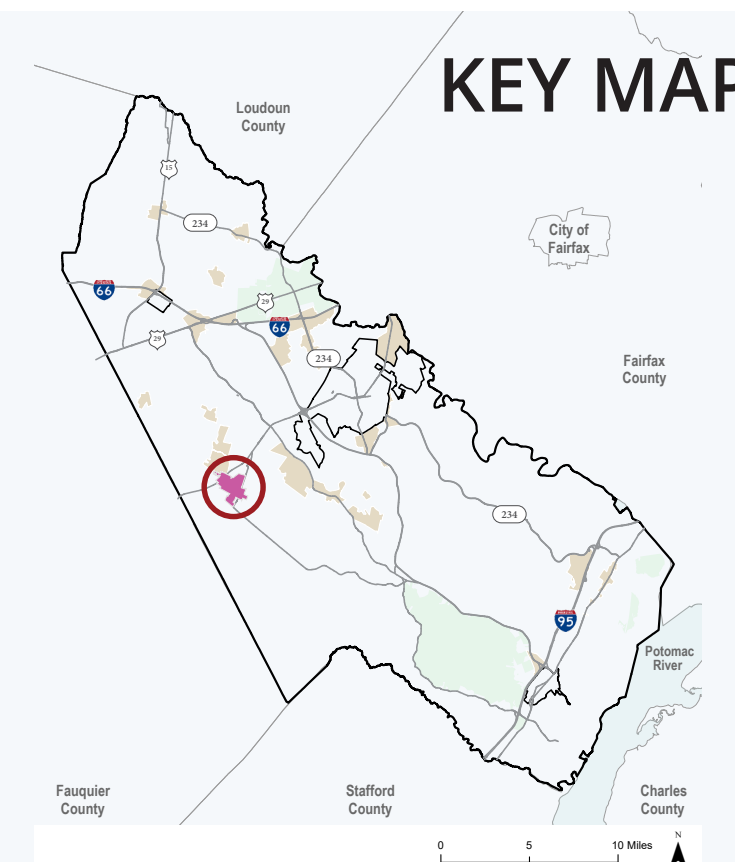 KEY MAP
Loudoun
County
15
234
City of
Fairfax
66
29
66
29
234
Fairfax
County
234
95
Potomac
River
Fauquier
County
Stafford
County
Charles
County
0 5 10 Miles
N